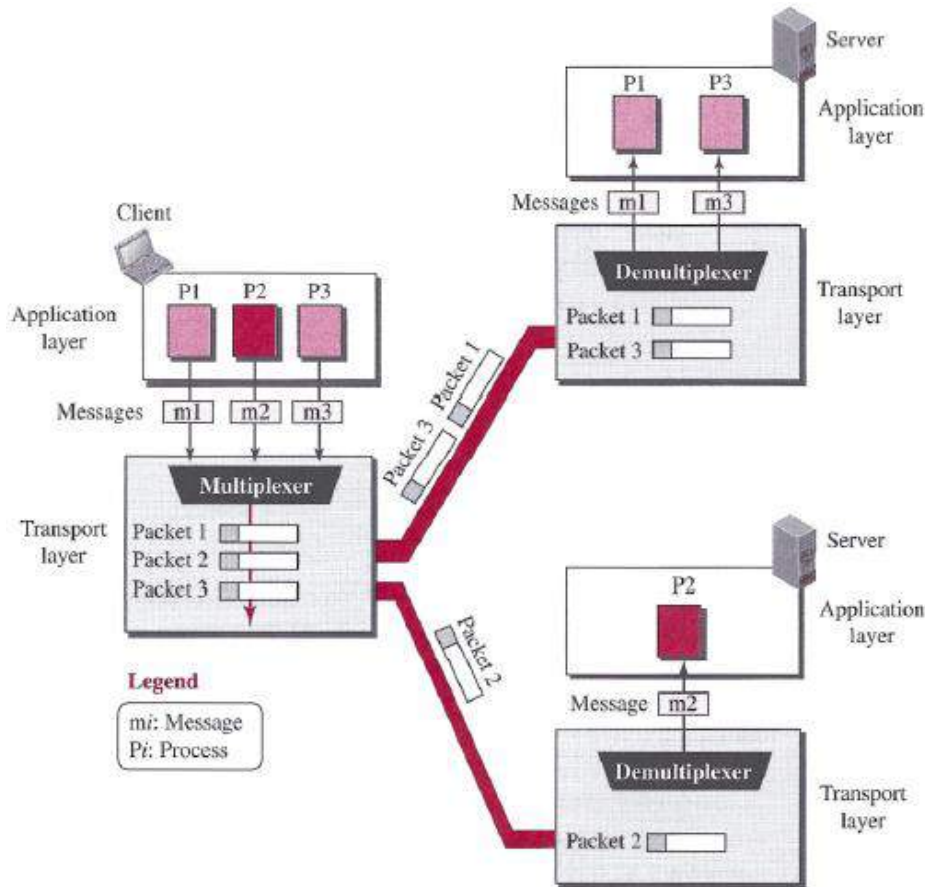 Server
P1 P3
Application
layer
Messages m1 m3
Demultiplexer
Packet 1
Packet 3
Transport
layer
Client
P1 P2 P3
Application
layer
Messages m1 m2 m3
Multiplexer
Packet 1
Packet 2
Packet 3
Transport
layer
Packet 1
Packet 3
Packet 2
Server
P2
Application
layer
Message m2
Demultiplexer
Packet 2
Transport
layer
Legend
mi: Message
Pi: Process